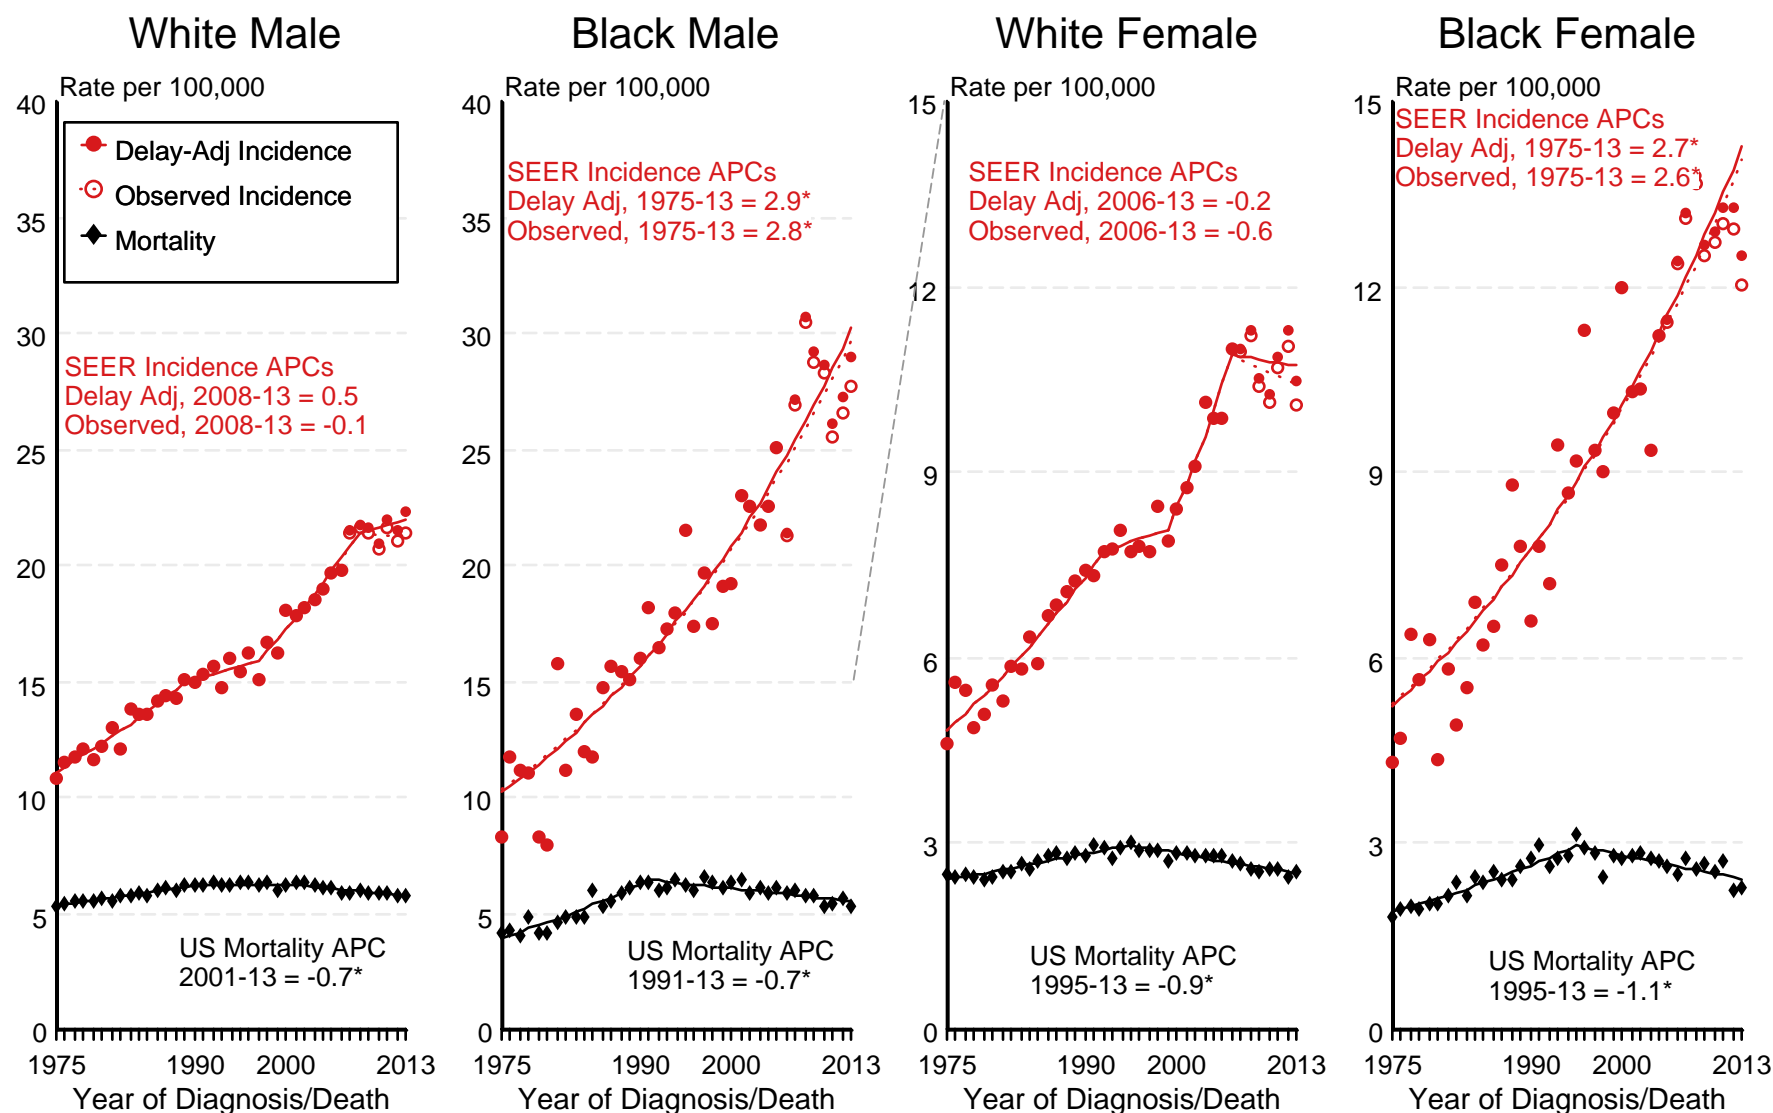 White Male
Rate per 100,000
40
35
30
25
20
15
10
5
0
Delay-Adj Incidence
Observed Incidence
Mortality
SEER Incidence APCs
Delay Adj, 2008-13 = 0.5
Observed, 2008-13 = -0.1
US Mortality APC
2001-13 = -0.7*
1975 1990 2000 2013
Year of Diagnosis/Death
Black Male
Rate per 100,000
40
35
30
25
20
15
10
5
0
SEER Incidence APCs
Delay Adj, 1975-13 = 2.9*
Observed, 1975-13 = 2.8*
US Mortality APC
1991-13 = -0.7*
1975 1990 2000 2013
Year of Diagnosis/Death
White Female
Rate per 100,000
15
12
9
6
3
0
SEER Incidence APCs
Delay Adj, 2006-13 = -0.2
Observed, 2006-13 = -0.6
US Mortality APC
1995-13 = -0.9*
1975 1990 2000 2013
Year of Diagnosis/Death
Black Female
Rate per 100,000
15
12
9
6
3
0
SEER Incidence APCs
Delay Adj, 1975-13 = 2.7*
Observed, 1975-13 = 2.6*
US Mortality APC
1995-13 = -1.1*
1975 1990 2000 2013
Year of Diagnosis/Death